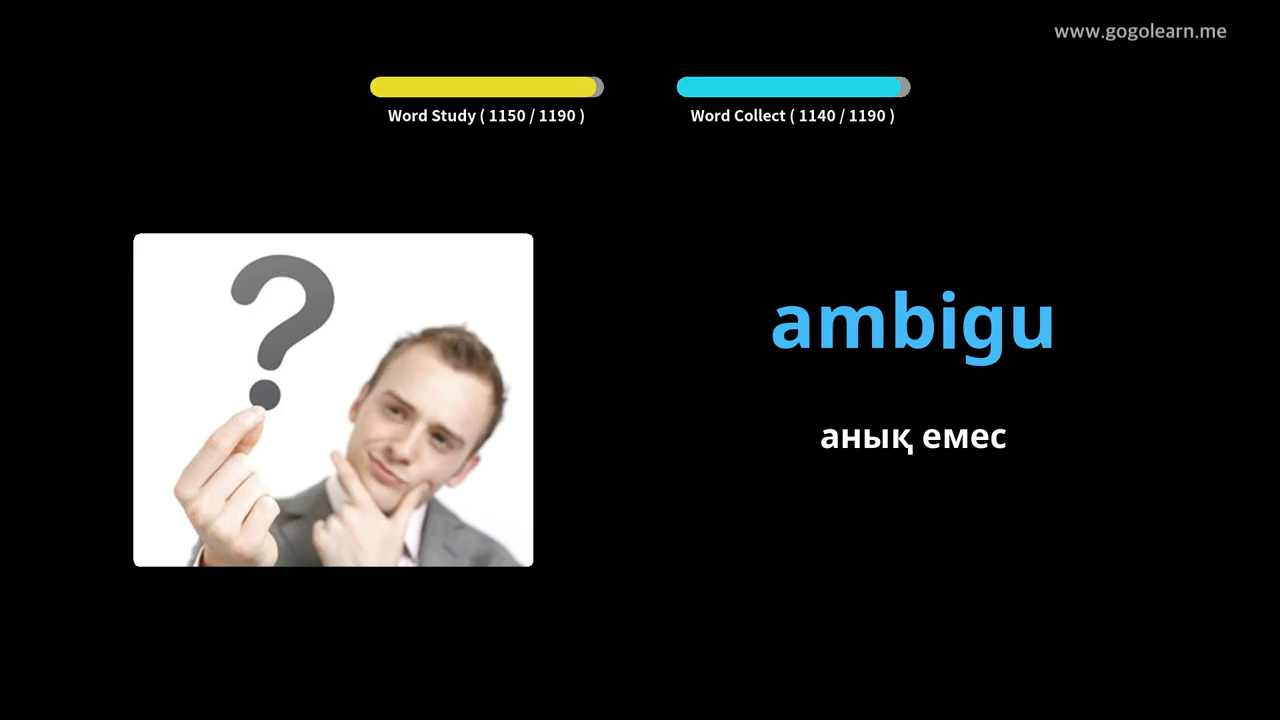 www.gogolearn.me
Word Study ( 1150 / 1190 )
Word Collect ( 1140 / 1190 )
?
ambigu
анық емес